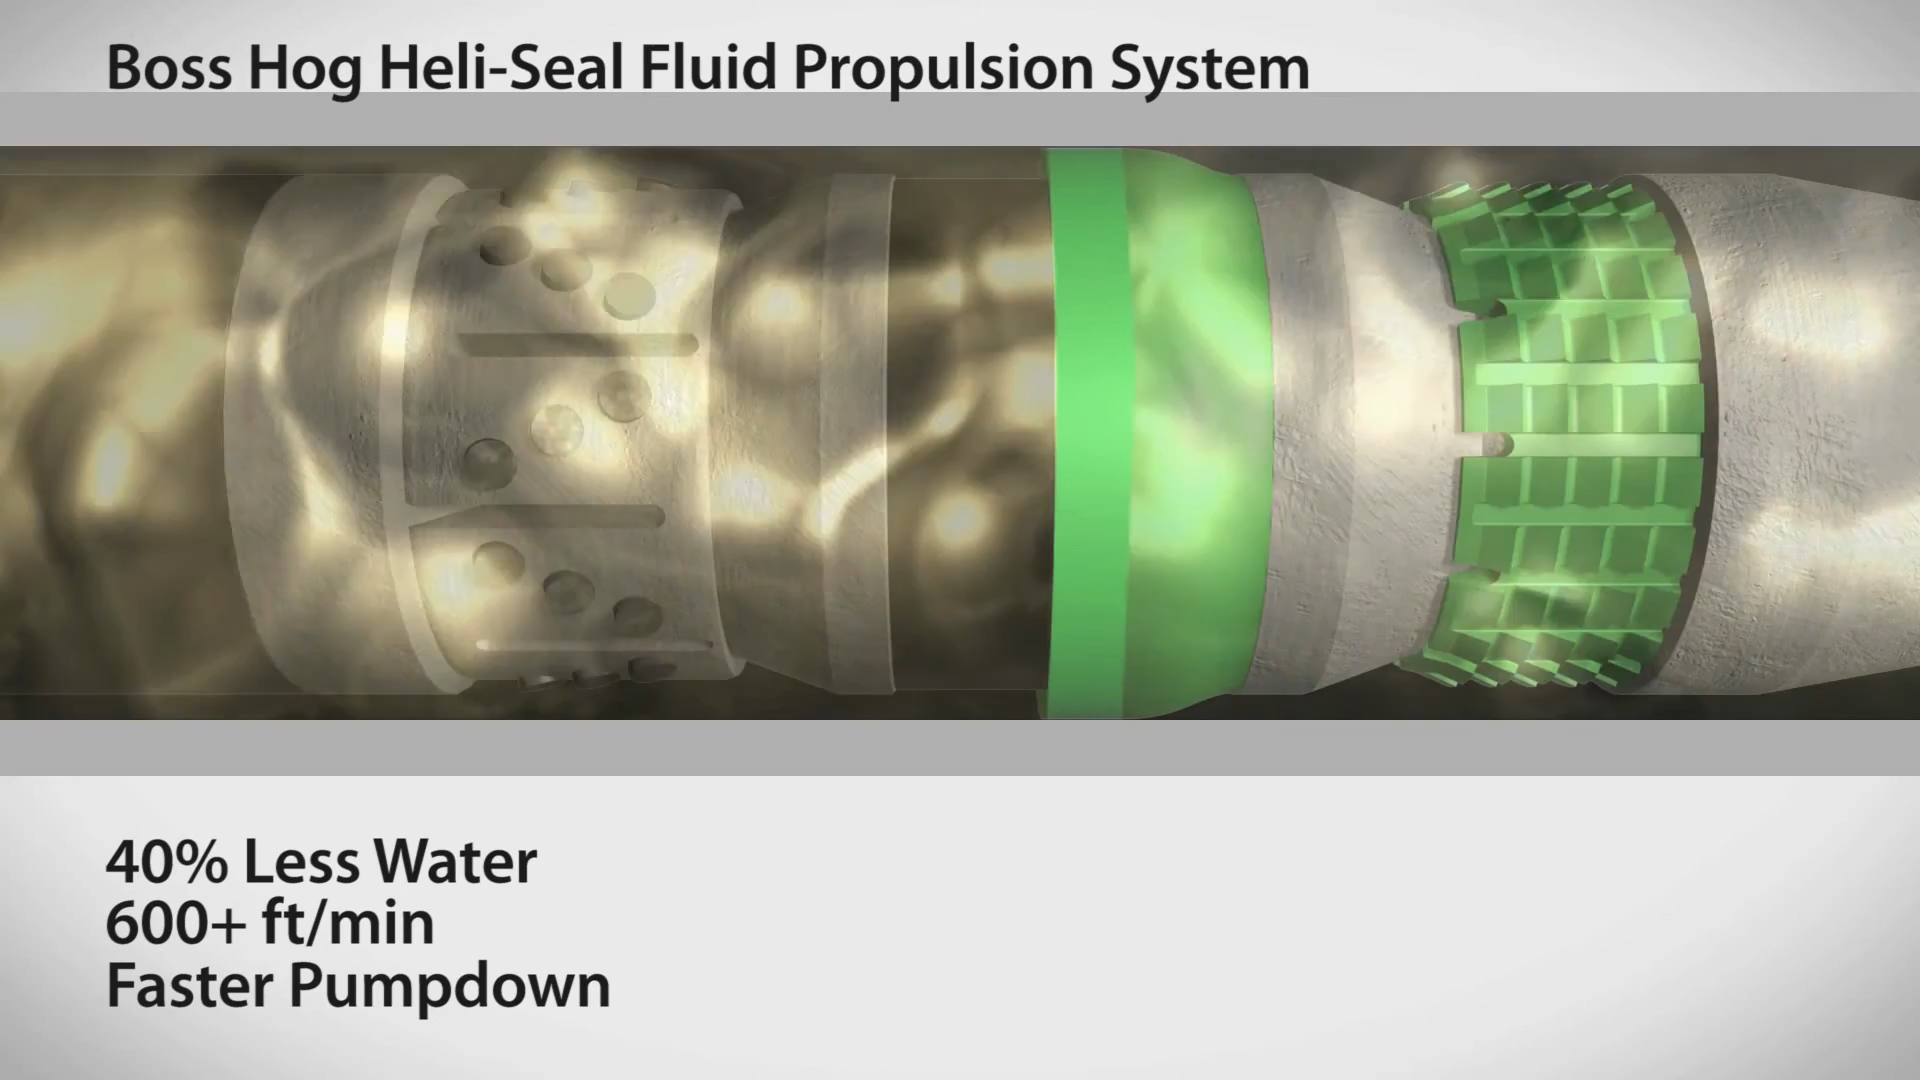 Boss Hog Heli-Seal Fluid Propulsion System
40% Less Water
600+ ft/min
Faster Pumpdown